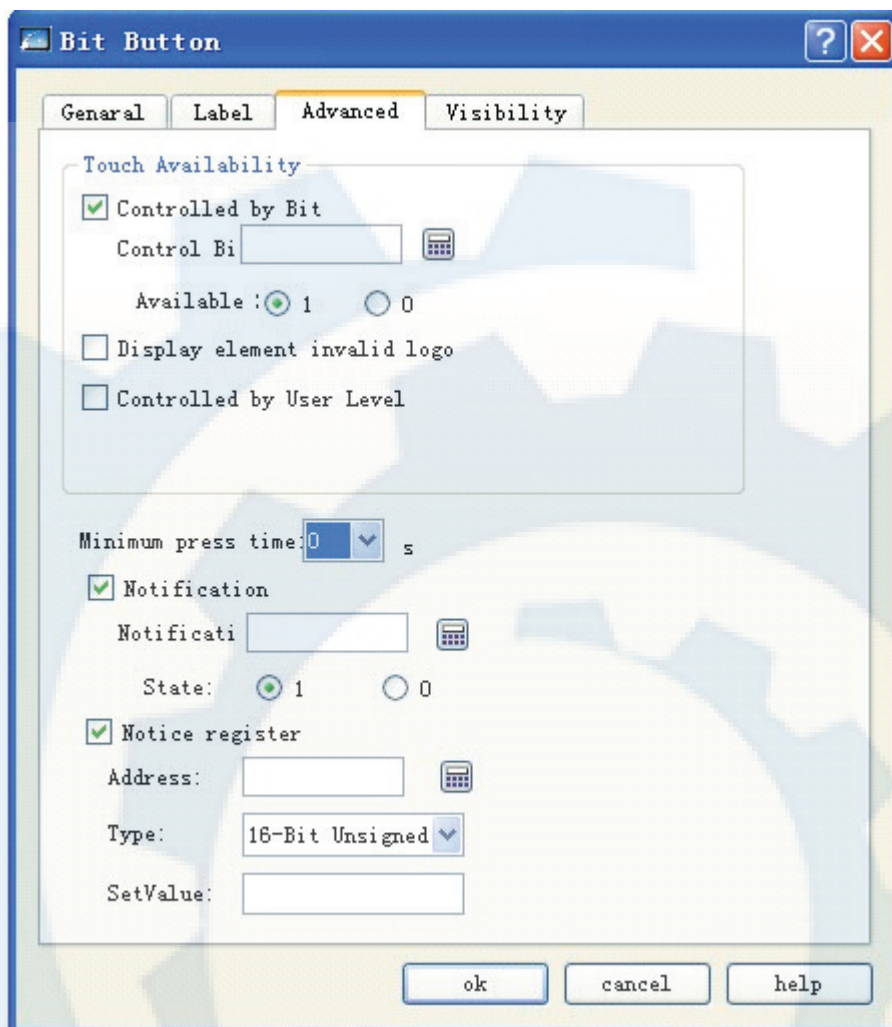 Bit Button
Genaral Label Advanced Visibility
Touch Availability
Controlled by Bit
Control Bi
Available : 1 0
Display element invalid logo
Controlled by User Level
Minimum press time:0 s
Notification
Notificati
State: 1 0
Notice register
Address:
Type: 16-Bit Unsigned
SetValue:
ok cancel help